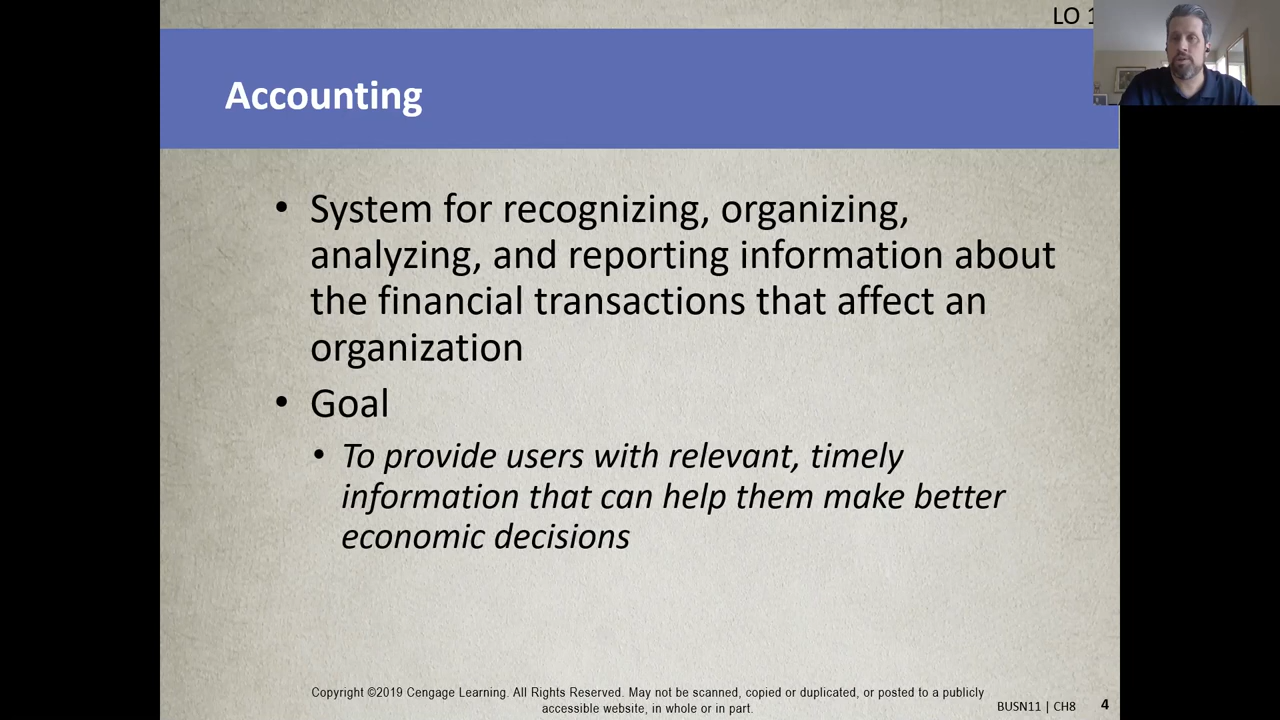 LO 1
Accounting
• System for recognizing, organizing,
analyzing, and reporting information about
the financial transactions that affect an
organization
• Goal
• To provide users with relevant, timely
information that can help them make better
economic decisions
Copyright ©2019 Cengage Learning. All Rights Reserved. May not be scanned, copied or duplicated, or posted to a publicly
accessible website, in whole or in part.
BUSN11 | CH8 4